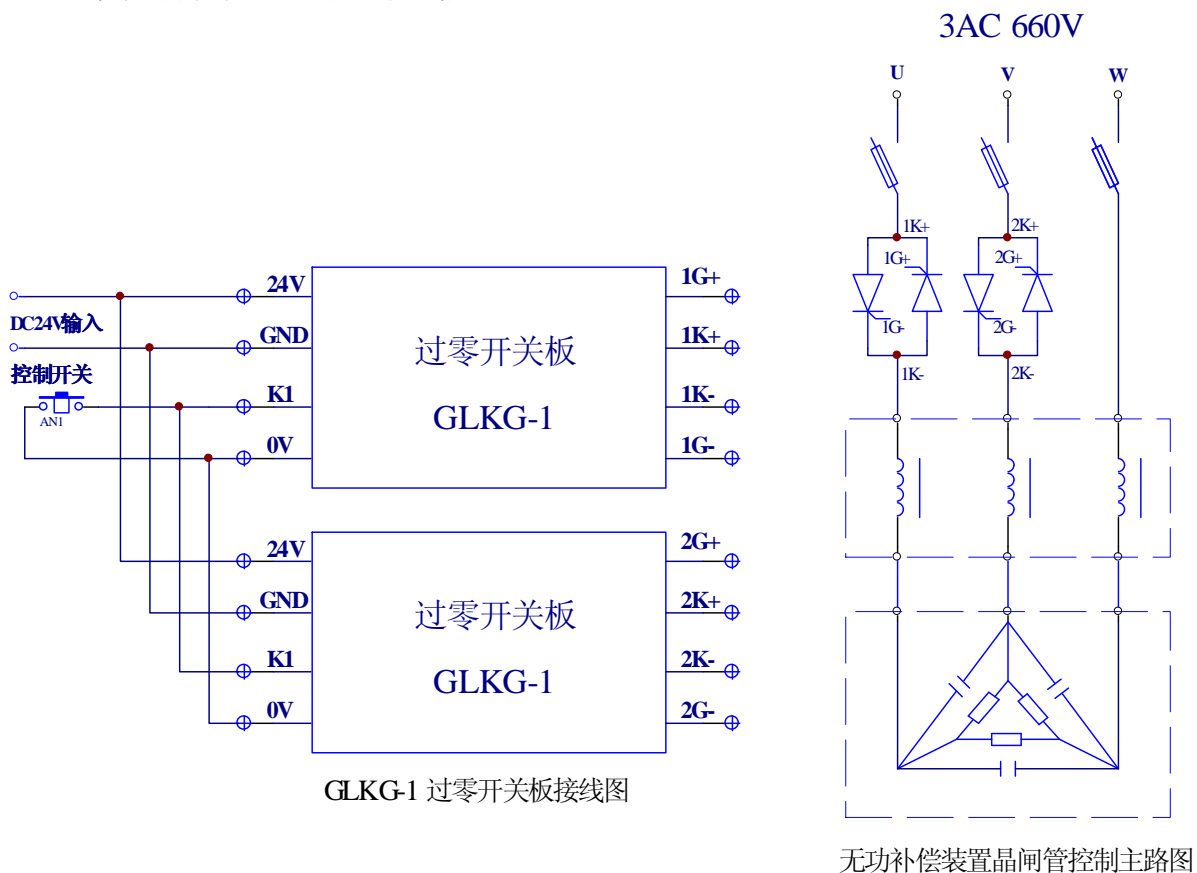 3AC 660V
U
V
W
1K+
2K+
1G+
2G+
1G-
2G-
1K-
2K-
24V
1G+
DC24V输入
GND
过零开关板
1K+
控制开关
K1
GLKG-1
1K-
AN1
0V
1G-
24V
2G+
GND
过零开关板
2K+
K1
GLKG-1
2K-
0V
2G-
GLKG-1 过零开关板接线图
无功补偿装置晶闸管控制主路图